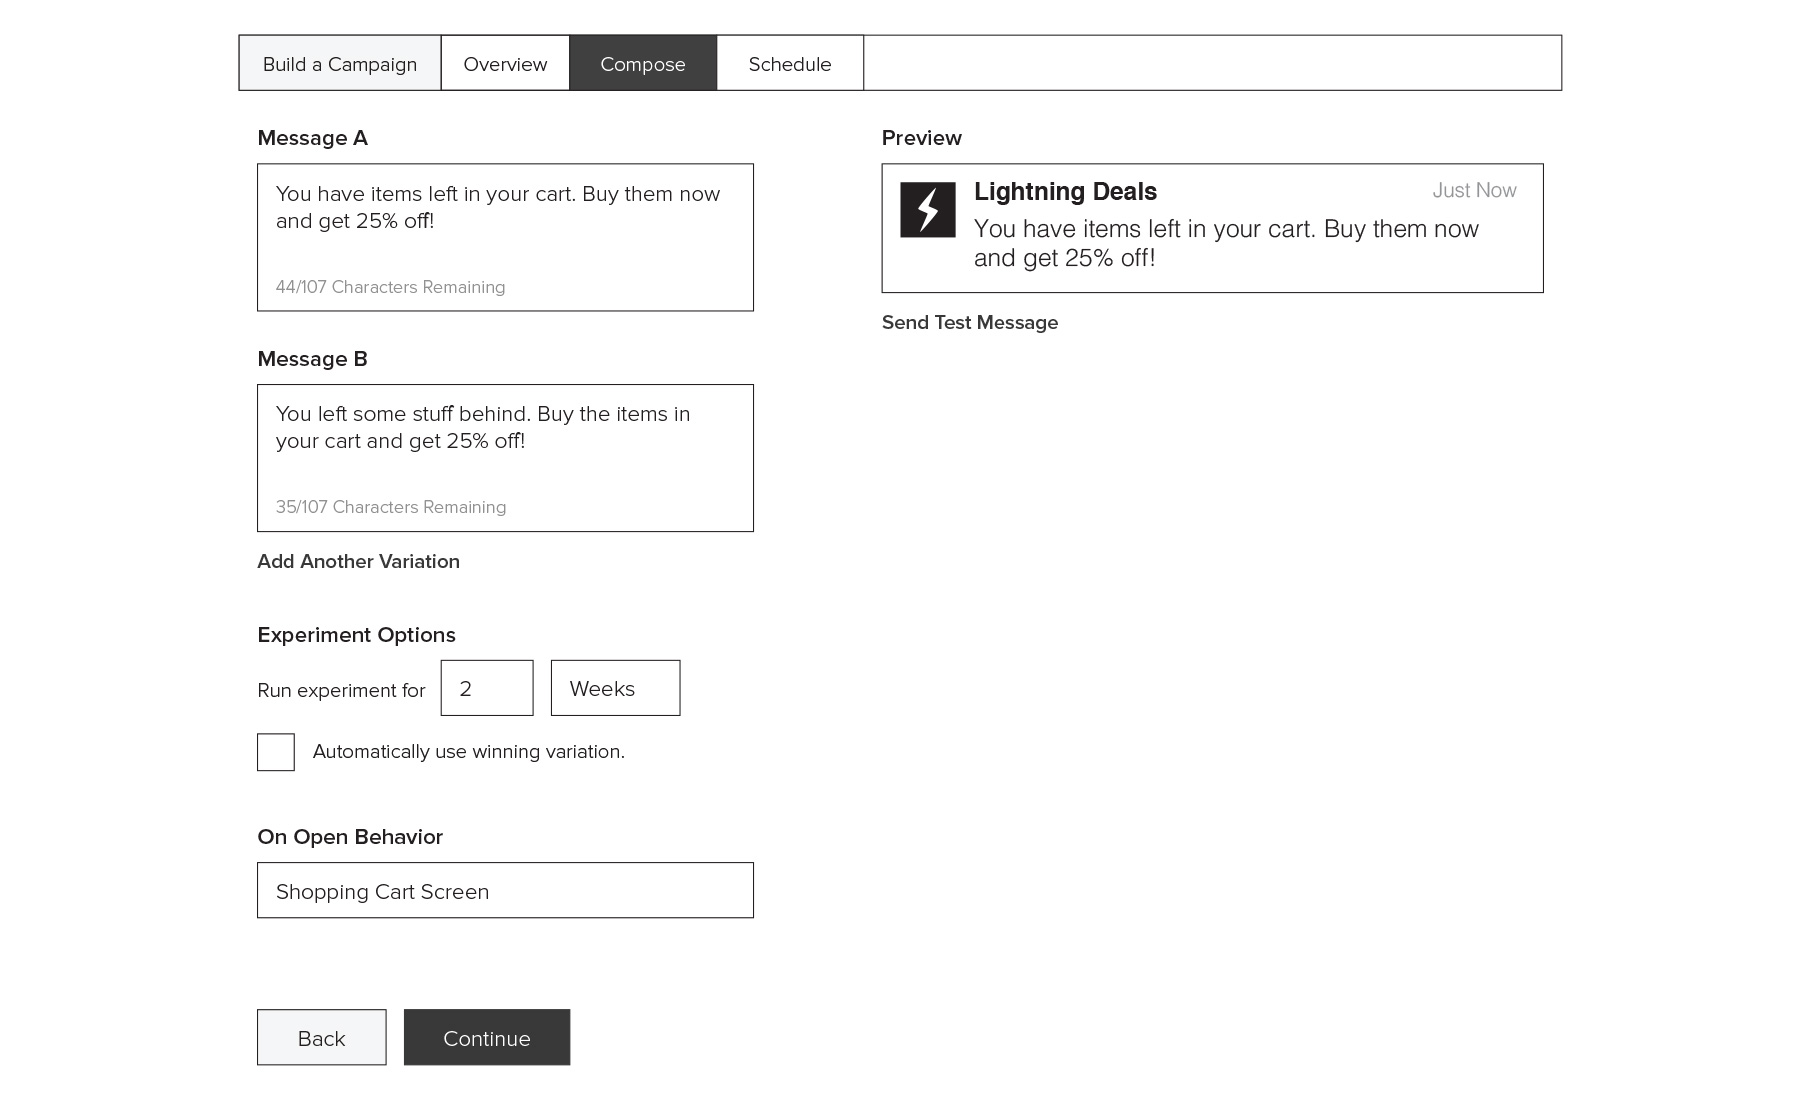 Build a Campaign
Overview
Compose
Schedule
Message A
You have items left in your cart. Buy them now
and get 25% off!
44/107 Characters Remaining
Message B
You left some stuff behind. Buy the items in
your cart and get 25% off!
35/107 Characters Remaining
Add Another Variation
Experiment Options
Run experiment for
2
Weeks
Automatically use winning variation.
On Open Behavior
Shopping Cart Screen
Back
Continue
Preview
Lightning Deals
Just Now
You have items left in your cart. Buy them now
and get 25% off!
Send Test Message